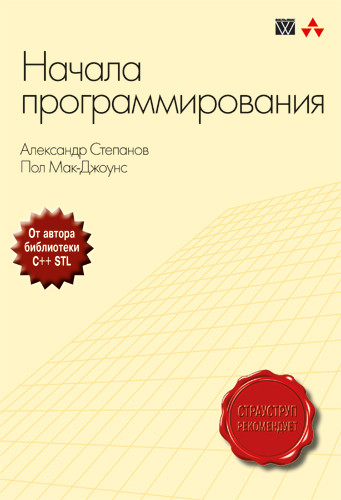 Начала
программирования
Александр Степанов
Пол Мак-Джоунс
От автора
библиотеки
C++ STL
СТРАУСТРУП
РЕКОМЕНДУЕТ